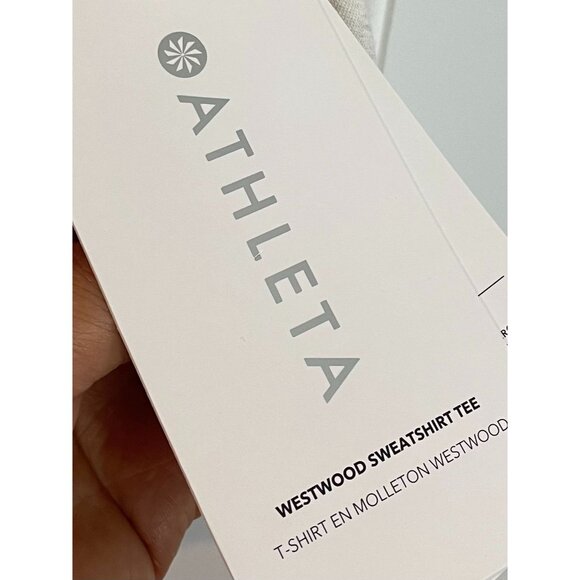 ATHLETA
WESTWOOD SWEATSHIRT TEE
T-SHIRT EN MOLLETON WESTWOOD